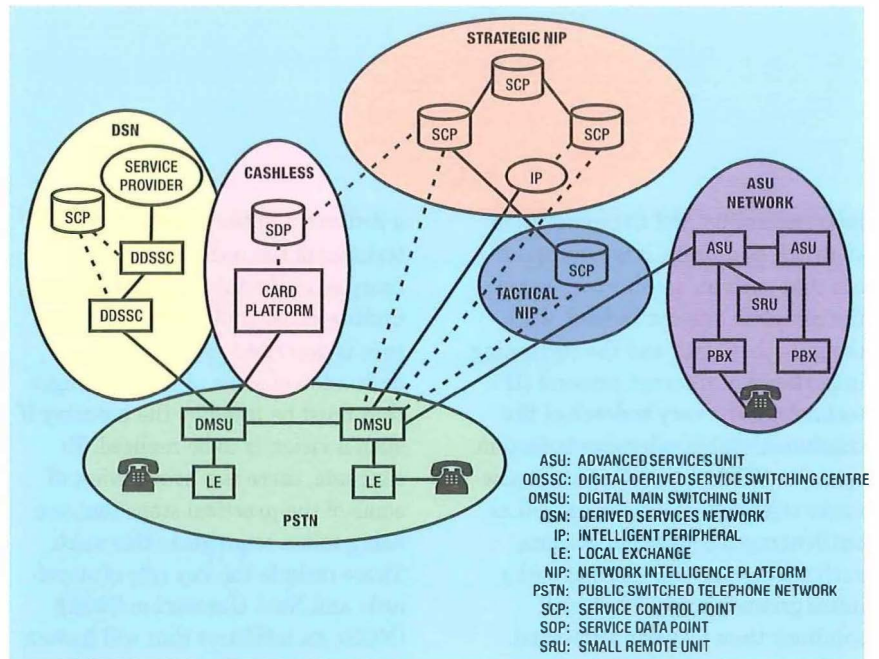 STRATEGIC NIP
SCP
SCP
SCP
IP
DSN
SERVICE
PROVIDER
SCP
DDSSC
DDSSC
CASHLESS
SDP
CARD
PLATFORM
TACTICAL
NIP
SCP
ASU
NETWORK
ASU
ASU
SRU
PBX
PBX
DMSU
DMSU
LE
LE
PSTN
ASU: ADVANCED SERVICES UNIT
OOSSC: DIGITAL DERIVED SERVICE SWITCHING CENTRE
OMSU: DIGITAL MAIN SWITCHING UNIT
OSN: DERIVED SERVICES NETWORK
IP: INTELLIGENT PERIPHERAL
LE: LOCAL EXCHANGE
NIP: NETWORK INTELLIGENCE PLATFORM
PSTN: PUBLIC SWITCHED TELEPHONE NETWORK
SCP: SERVICE CONTROL POINT
SOP: SERVICE DATA POINT
SRU: SMALL REMOTE UNIT